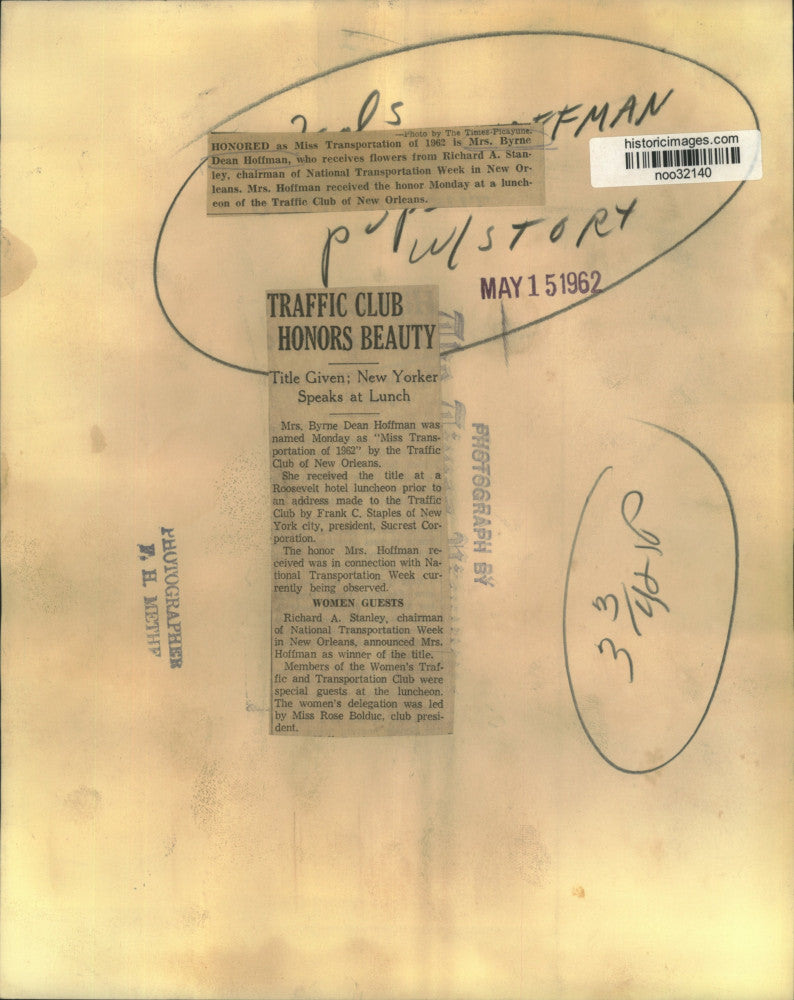 FFMAN
—Photo by The Times-Picayune.
HONORED as Miss Transportation of 1962 is Mrs. Byrne
Dean Hoffman, who receives flowers from Richard A. Stan-
ley, chairman of National Transportation Week in New Or-
leans. Mrs. Hoffman received the honor Monday at a lunch-
eon of the Traffic Club of New Orleans.
historicimages.com
noo32140
W/STORY
MAY 15 1962
TRAFFIC CLUB
HONORS BEAUTY
Title Given; New Yorker
Speaks at Lunch
Mrs. Byrne Dean Hoffman was
named Monday as "Miss Trans-
portation of 1962" by the Traffic
Club of New Orleans.
She received the title at a
Roosevelt hotel luncheon prior to
an address made to the Traffic
Club by Frank C. Staples of New
York city, president, Sucrest Cor-
poration.
The honor Mrs. Hoffman re-
ceived was in connection with Na-
tional Transportation Week cur-
rently being observed.
WOMEN GUESTS
Richard A. Stanley, chairman
of National Transportation Week
in New Orleans, announced Mrs.
Hoffman as winner of the title.
Members of the Women's Traf-
fic and Transportation Club were
special guests at the luncheon.
The women's delegation was led
by Miss Rose Bolduc, club presi-
dent.
PHOTOGRAPH BY
PHOTOGRAPHER
F. H. METHE